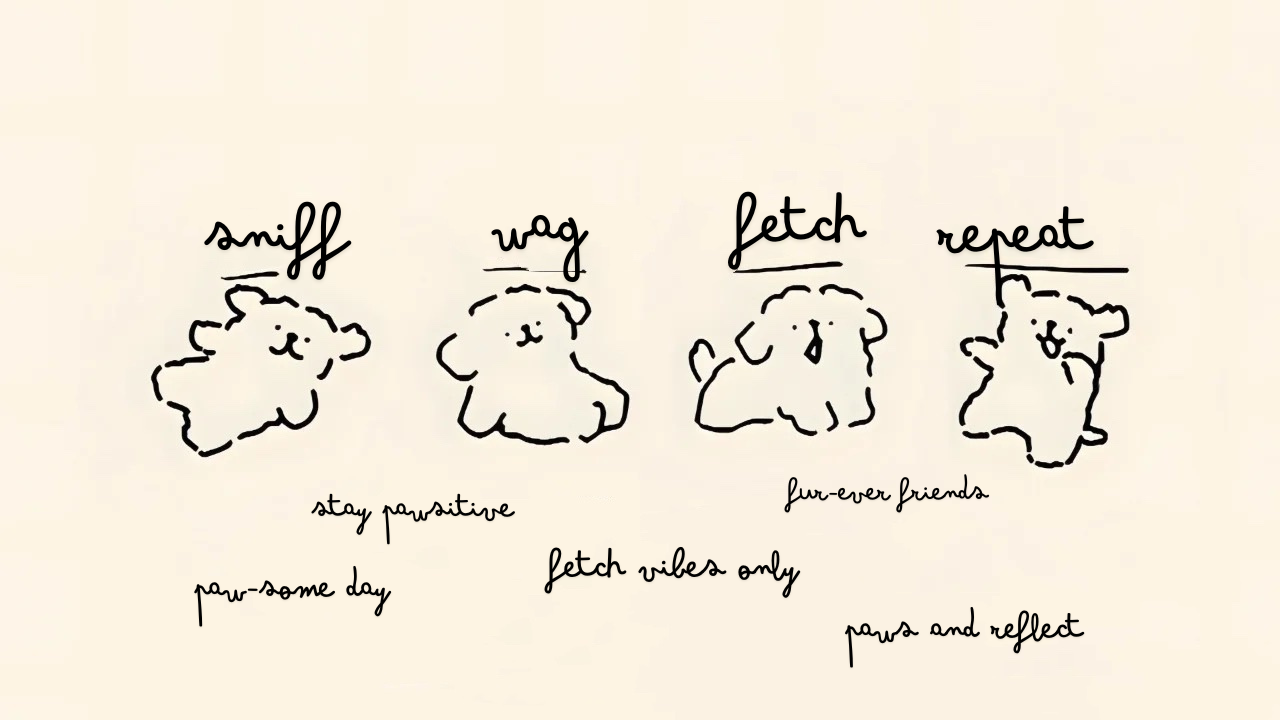 sniff
wag
fetch
repeat
stay pawsitive
fur-ever friends
fetch vibes only
paw-some day
paws and reflect